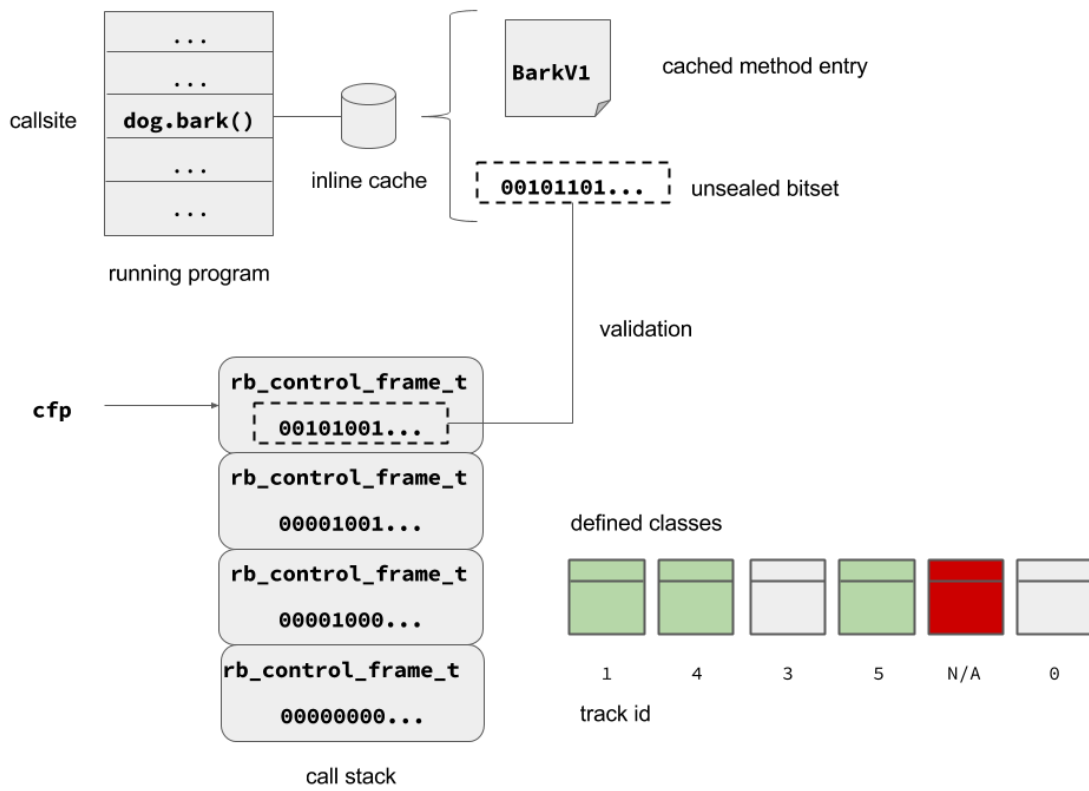 ...
...
callsite
dog.bark()
...
...
running program
inline cache
BarkV1
cached method entry
00101101...
unsealed bitset
validation
cfp
rb_control_frame_t
00101001...
rb_control_frame_t
00001001...
rb_control_frame_t
00001000...
rb_control_frame_t
00000000...
call stack
defined classes
1 4 3 5 N/A 0
track id